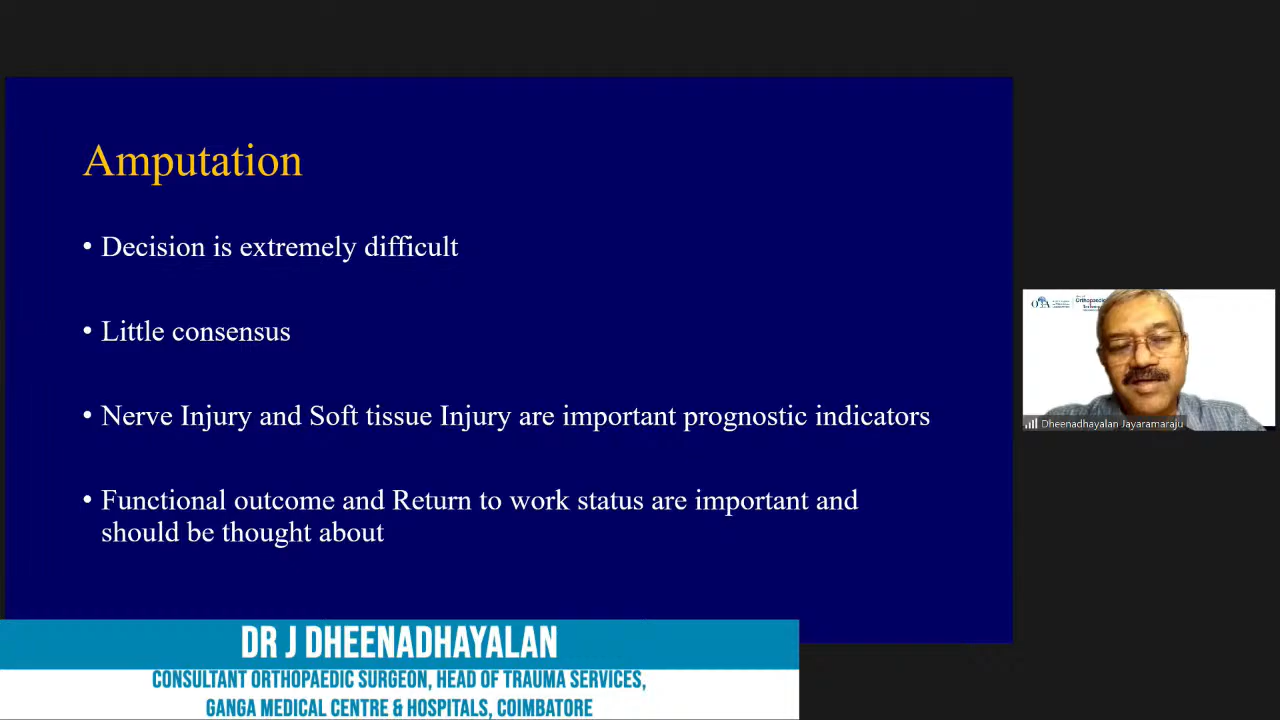 Amputation
• Decision is extremely difficult
• Little consensus
• Nerve Injury and Soft tissue Injury are important prognostic indicators
• Functional outcome and Return to work status are important and
should be thought about
Dheenadhayalan Jayaramaraju
DR J DHEENADHAYALAN
CONSULTANT ORTHOPAEDIC SURGEON, HEAD OF TRAUMA SERVICES,
GANGA MEDICAL CENTRE & HOSPITALS, COIMBATORE